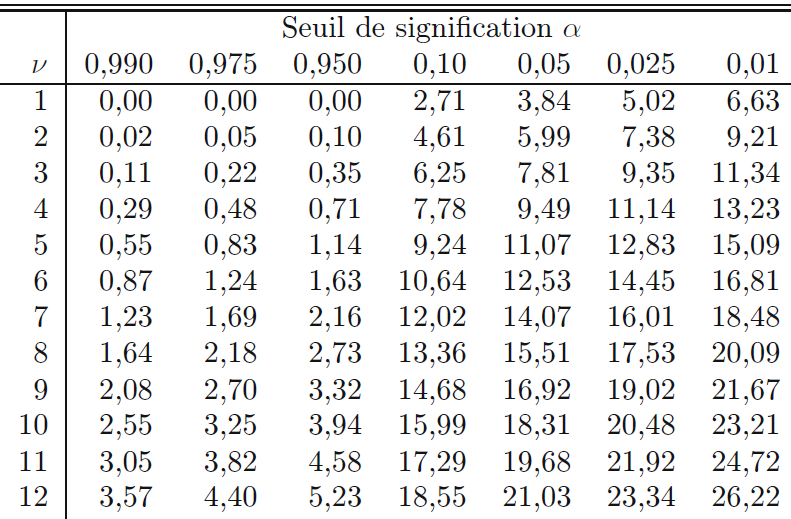 Seuil de signification α
ν 0,990 0,975 0,950 0,10 0,05 0,025 0,01
1 0,00 0,00 0,00 2,71 3,84 5,02 6,63
2 0,02 0,05 0,10 4,61 5,99 7,38 9,21
3 0,11 0,22 0,35 6,25 7,81 9,35 11,34
4 0,29 0,48 0,71 7,78 9,49 11,14 13,23
5 0,55 0,83 1,14 9,24 11,07 12,83 15,09
6 0,87 1,24 1,63 10,64 12,53 14,45 16,81
7 1,23 1,69 2,16 12,02 14,07 16,01 18,48
8 1,64 2,18 2,73 13,36 15,51 17,53 20,09
9 2,08 2,70 3,32 14,68 16,92 19,02 21,67
10 2,55 3,25 3,94 15,99 18,31 20,48 23,21
11 3,05 3,82 4,58 17,29 19,68 21,92 24,72
12 3,57 4,40 5,23 18,55 21,03 23,34 26,22